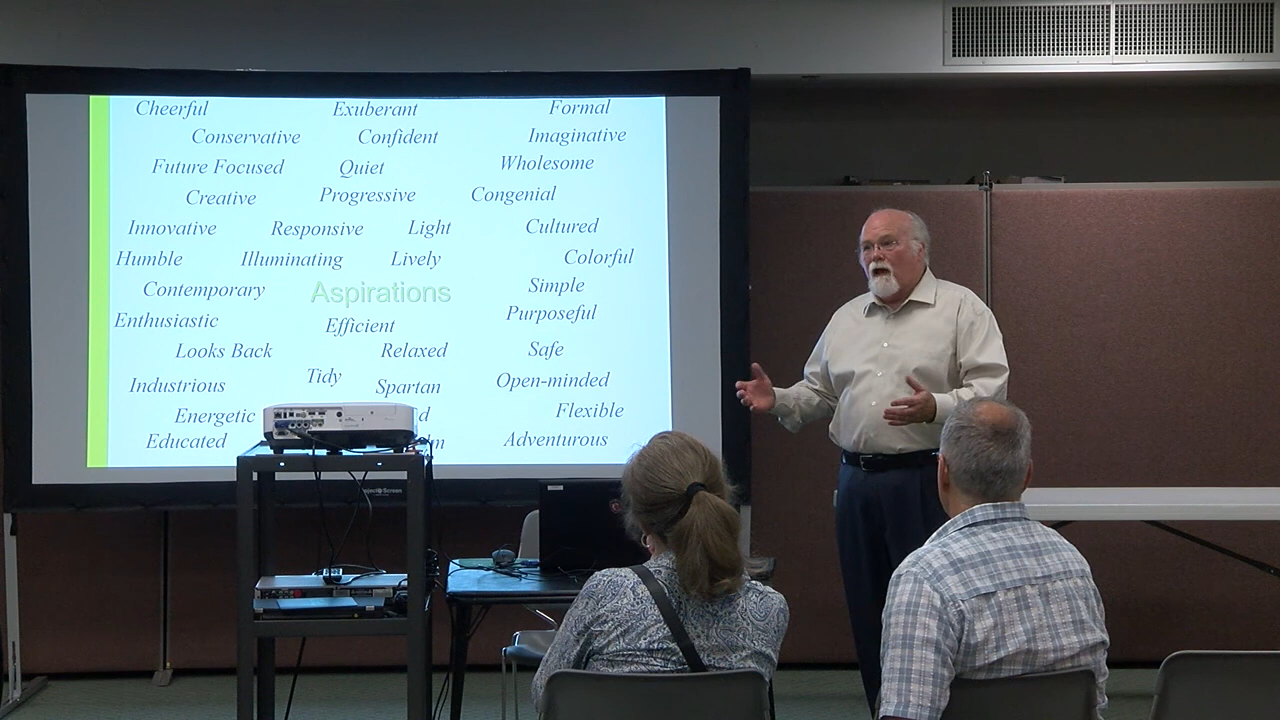 Cheerful Exuberant Formal
Conservative Confident Imaginative
Future Focused Quiet Wholesome
Creative Progressive Congenial
Innovative Responsive Light Cultured
Humble Illuminating Lively Colorful
Contemporary Aspirations Simple
Enthusiastic Efficient Purposeful
Looks Back Relaxed Safe
Industrious Tidy Spartan Open-minded
Energetic d Flexible
Educated m Adventurous